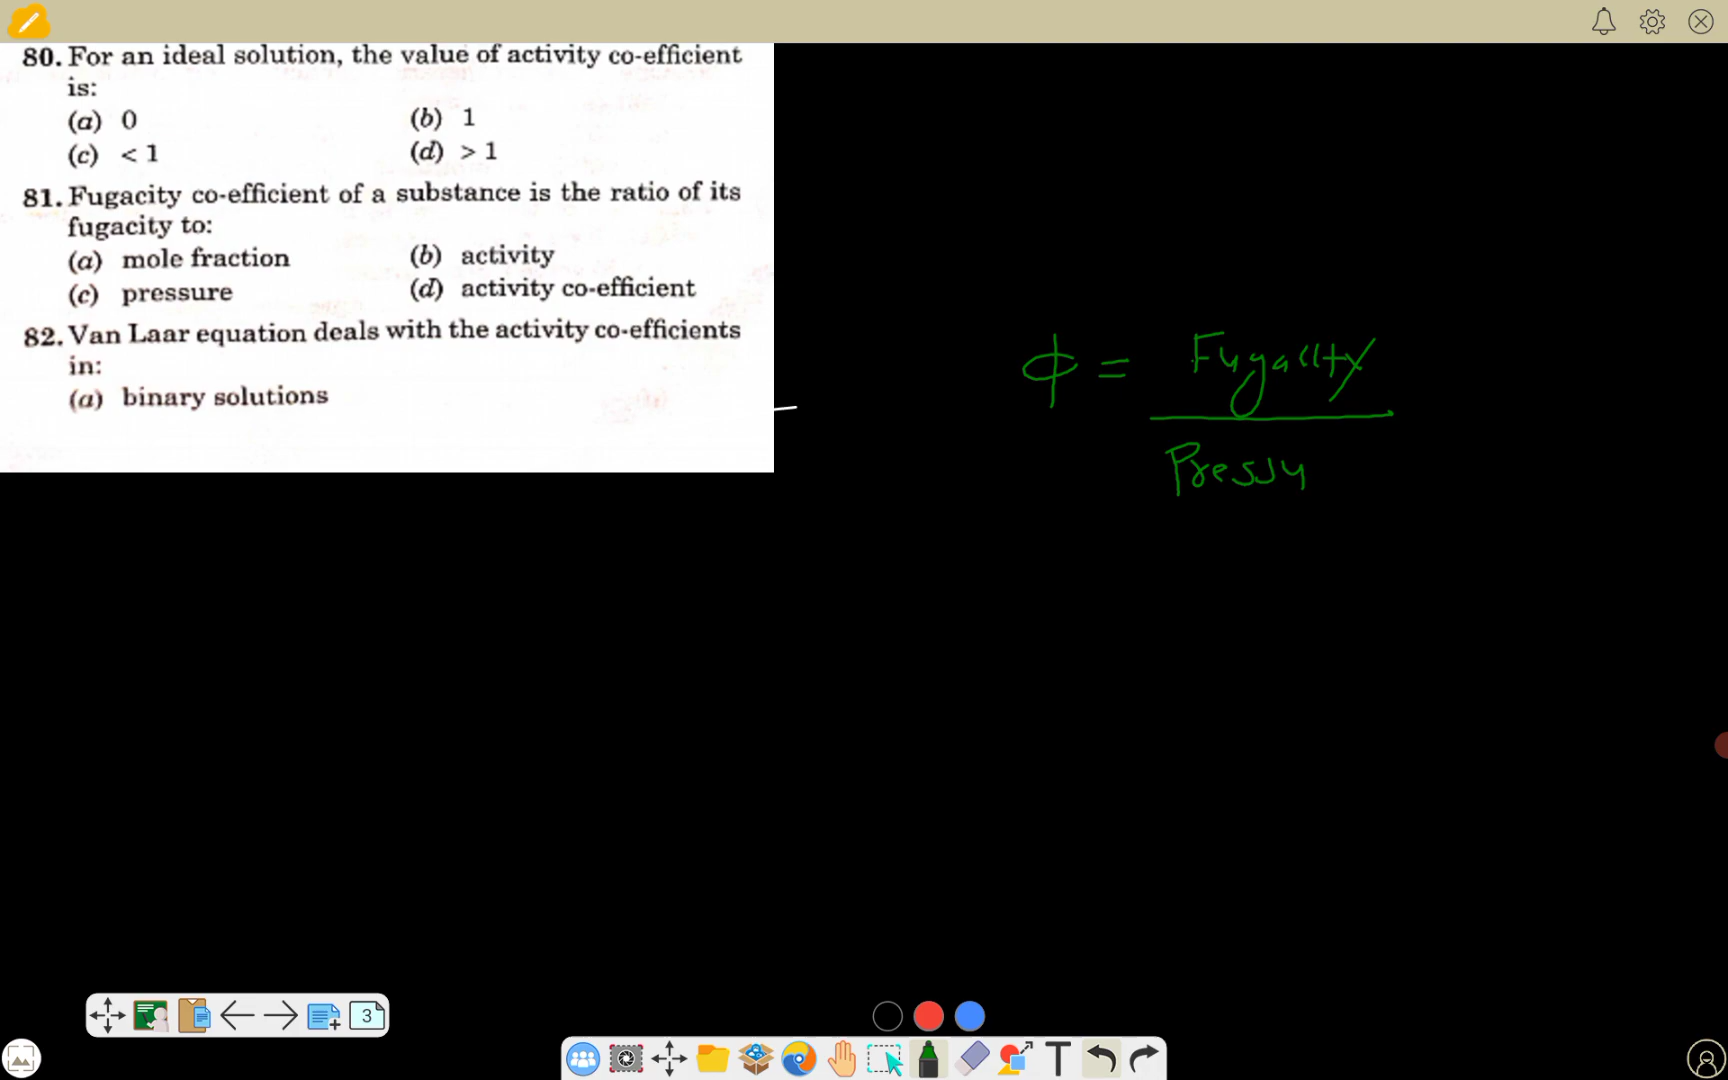 80. For an ideal solution, the value of activity co-efficient
is:
(a) 0 (b) 1
(c) < 1 (d) > 1
81. Fugacity co-efficient of a substance is the ratio of its
fugacity to:
(a) mole fraction (b) activity
(c) pressure (d) activity co-efficient
82. Van Laar equation deals with the activity co-efficients
in:
(a) binary solutions
ϕ = Fugacity
Pressu
3
T